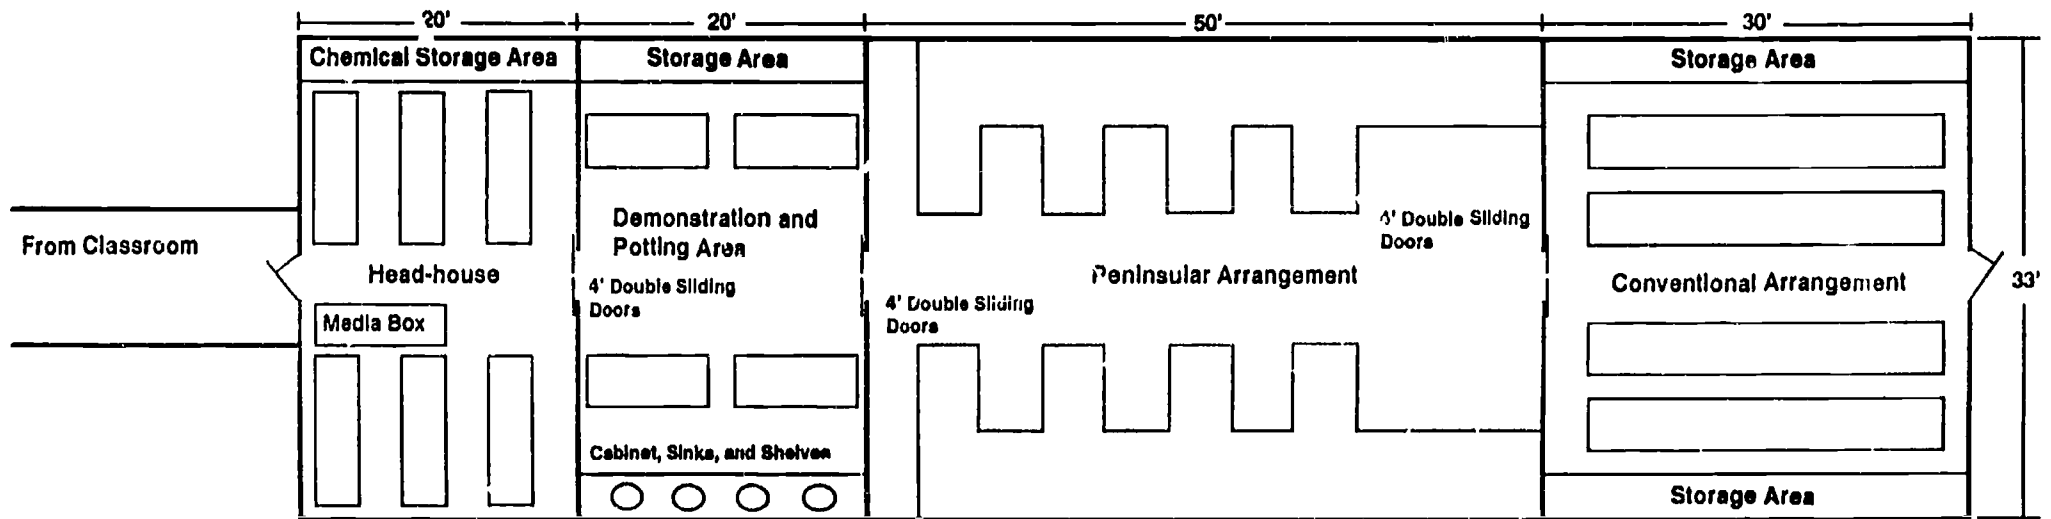 20'
20'
50'
30'
Chemical Storage Area
Storage Area
Storage Area
Demonstration and
Potting Area
6' Double Sliding
Doors
From Classroom
Head-house
4' Double Sliding
Doors
Peninsular Arrangement
Conventional Arrangement
33'
4' Double Sliding
Doors
Media Box
Cabinet, Sinks, and Shelves
Storage Area